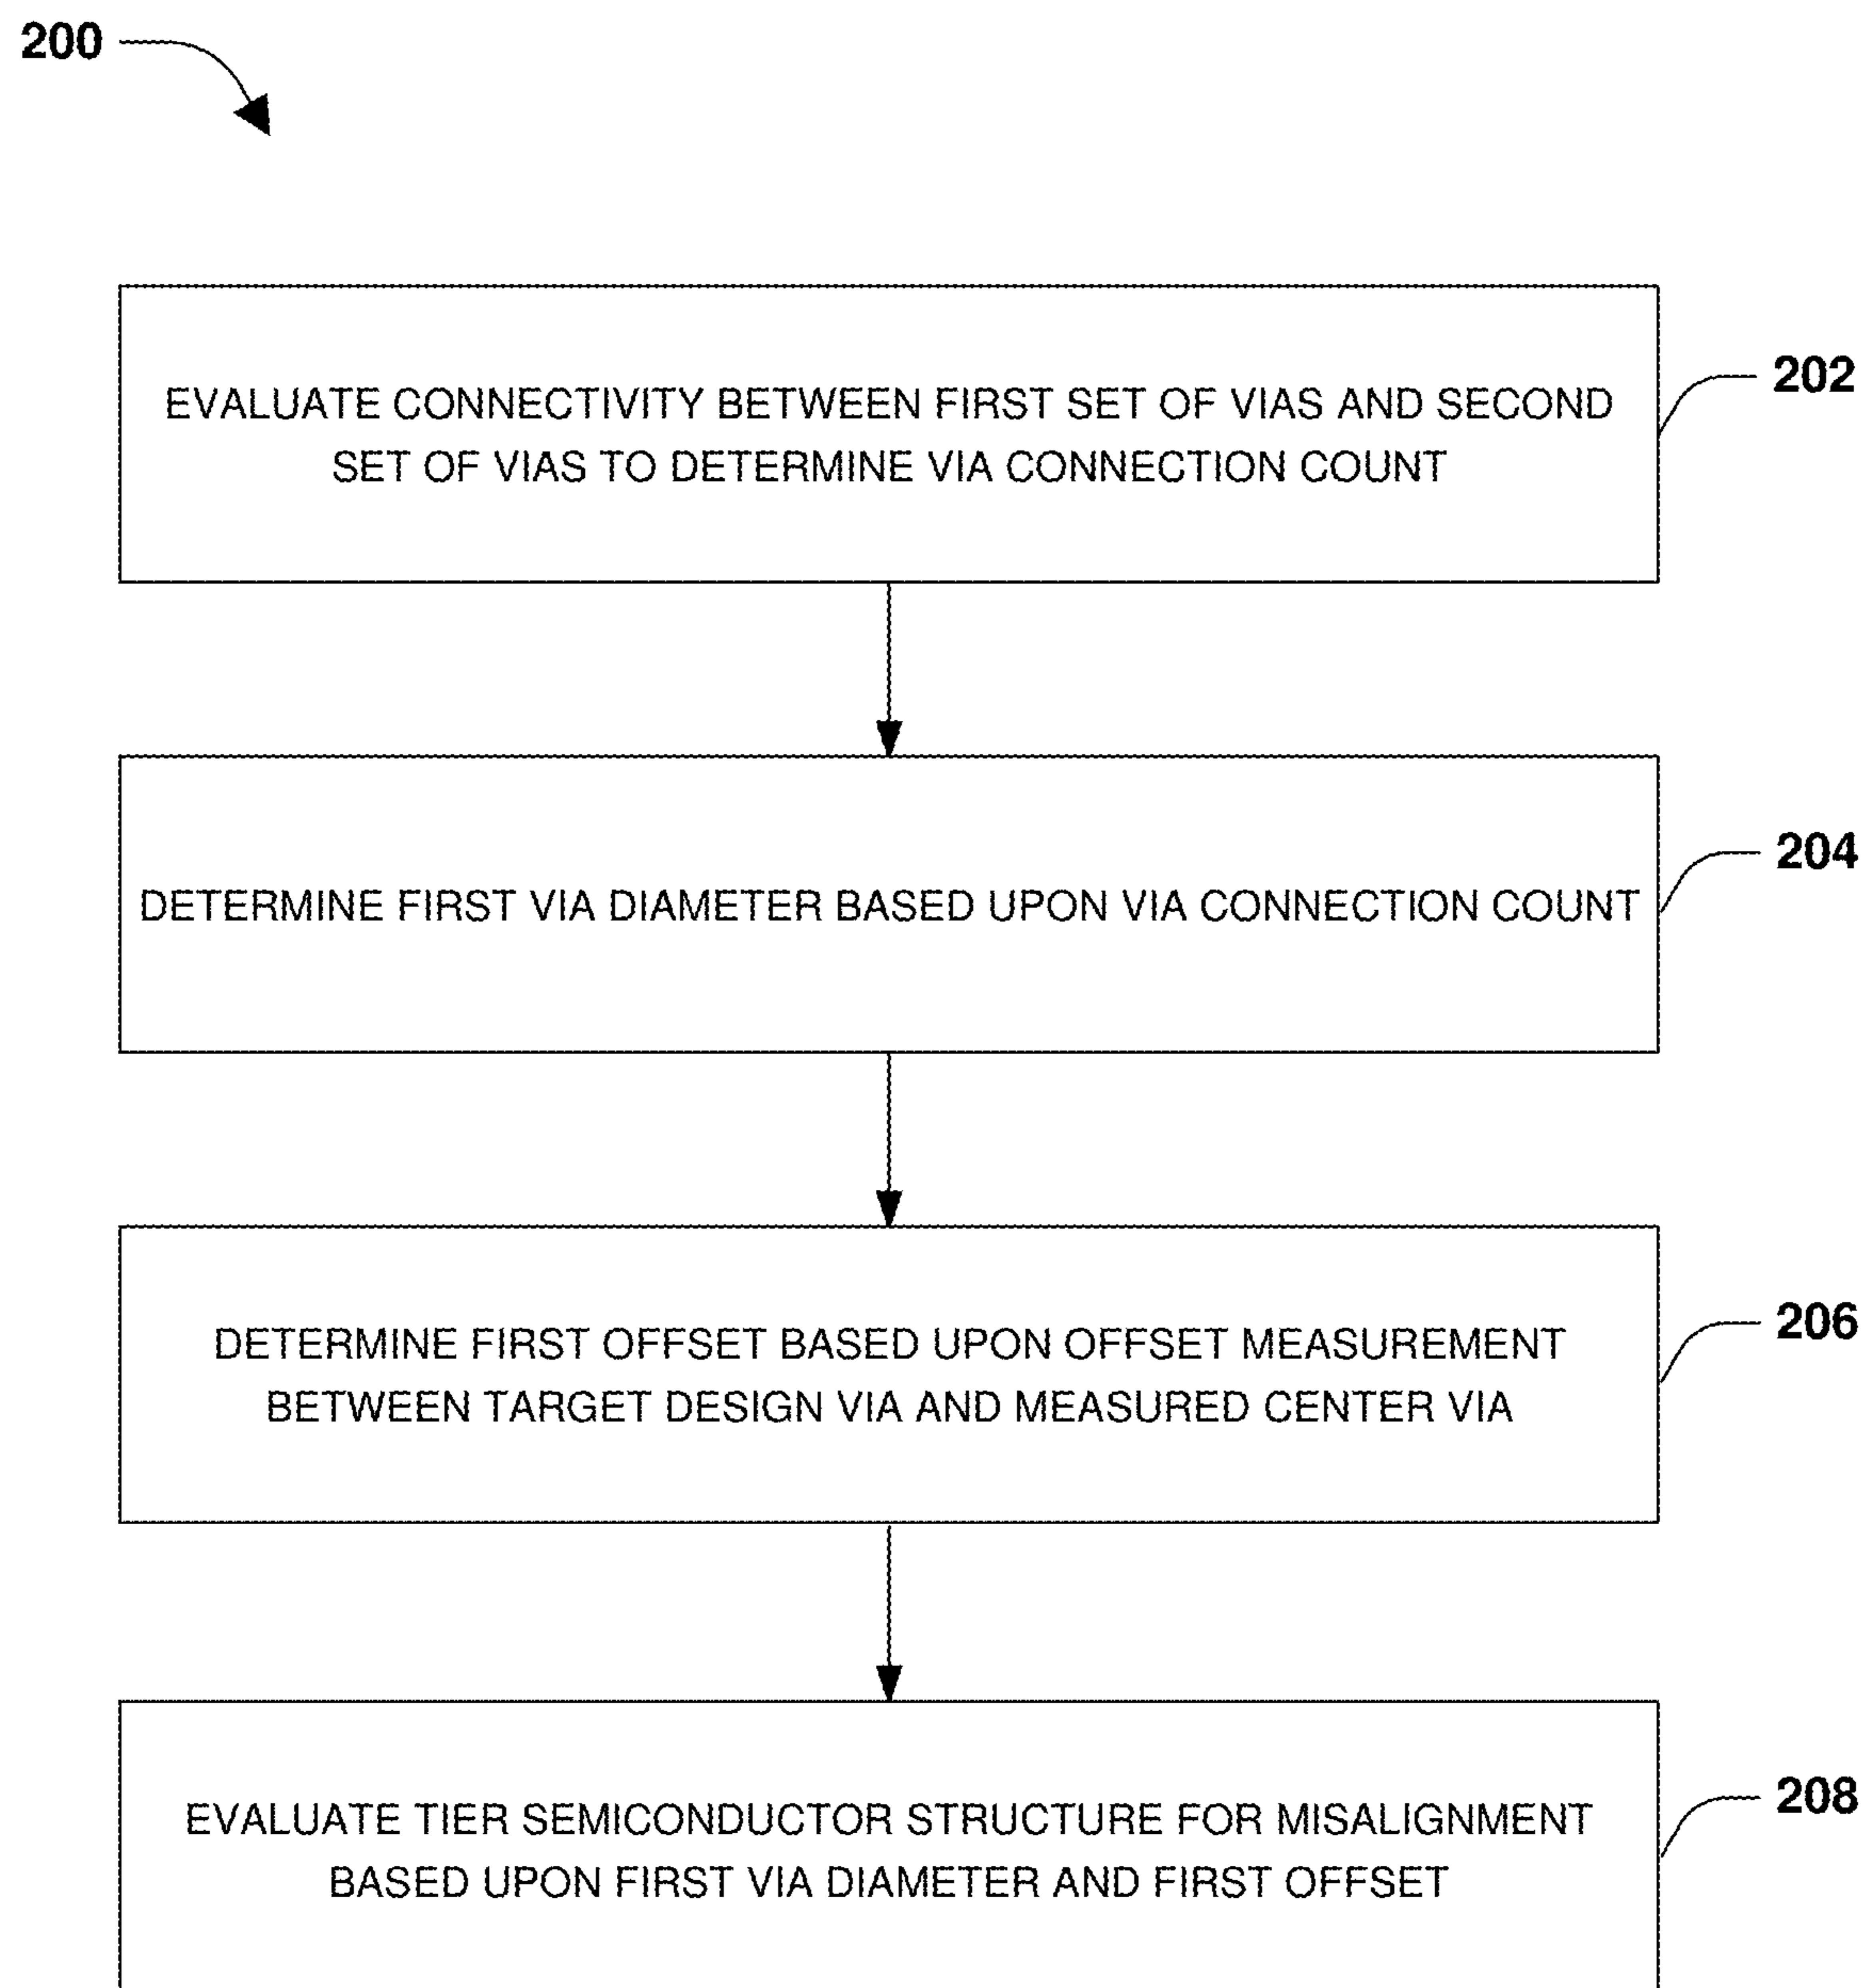 200
EVALUATE CONNECTIVITY BETWEEN FIRST SET OF VIAS AND SECOND
SET OF VIAS TO DETERMINE VIA CONNECTION COUNT
202
DETERMINE FIRST VIA DIAMETER BASED UPON VIA CONNECTION COUNT
204
DETERMINE FIRST OFFSET BASED UPON OFFSET MEASUREMENT
BETWEEN TARGET DESIGN VIA AND MEASURED CENTER VIA
206
EVALUATE TIER SEMICONDUCTOR STRUCTURE FOR MISALIGNMENT
BASED UPON FIRST VIA DIAMETER AND FIRST OFFSET
208